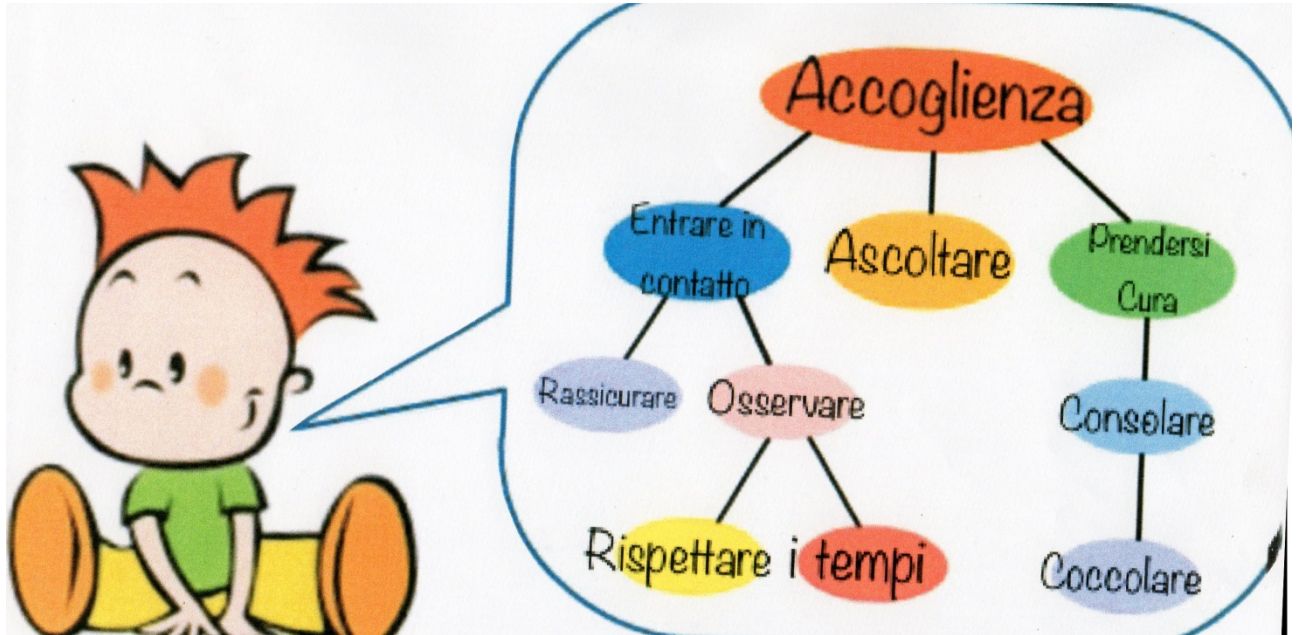 Accoglienza
Entrare in
contatto
Ascoltare
Prendersi
Cura
Rassicurare
Osservare
Consolare
Rispettare i tempi
Coccolare